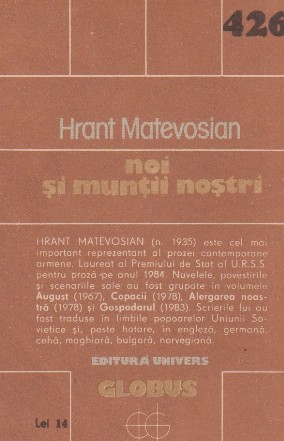 426
Hrant Matevosian
noi
și munții noștri
HRANT MATEVOSIAN (n. 1935) este cel mai
important reprezentant al prozei contemporane
armene. Laureat al Premiului de Stat al U.R.S.S.
pentru proză pe anul 1984. Nuvelele, povestirile
și scenariile sale au fost grupate în volumele
August (1967), Copacii (1978), Alergarea noas-
tră (1978) și Gospodarul (1983). Scrierile lui au
fost traduse în limbile popoarelor Uniunii So-
vietice și, peste hotare, în engleză, germană,
cehă, maghiară, bulgară, norvegiană.
EDITURA UNIVERS
GLOBUS
Lei 14